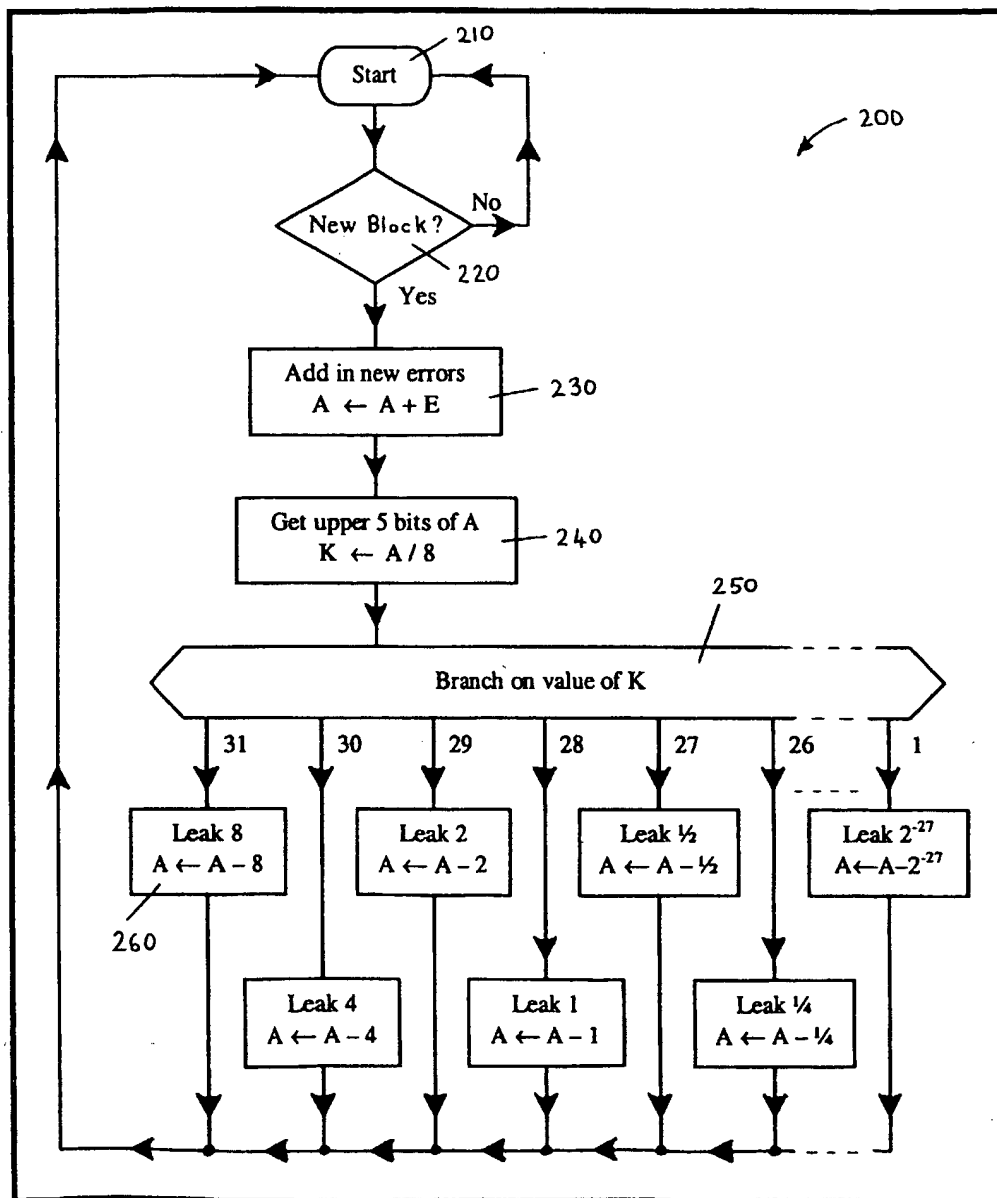 210
Start
200
No
New Block?
220
Yes
Add in new errors
A ← A + E
230
Get upper 5 bits of A
K ← A / 8
240
250
Branch on value of K
31
30
29
28
27
26
1
Leak 8
A ← A – 8
Leak 2
A ← A – 2
Leak ½
A ← A – ½
Leak 2⁻²⁷
A←A–2⁻²⁷
260
Leak 4
A ← A – 4
Leak 1
A ← A – 1
Leak ¼
A ← A – ¼